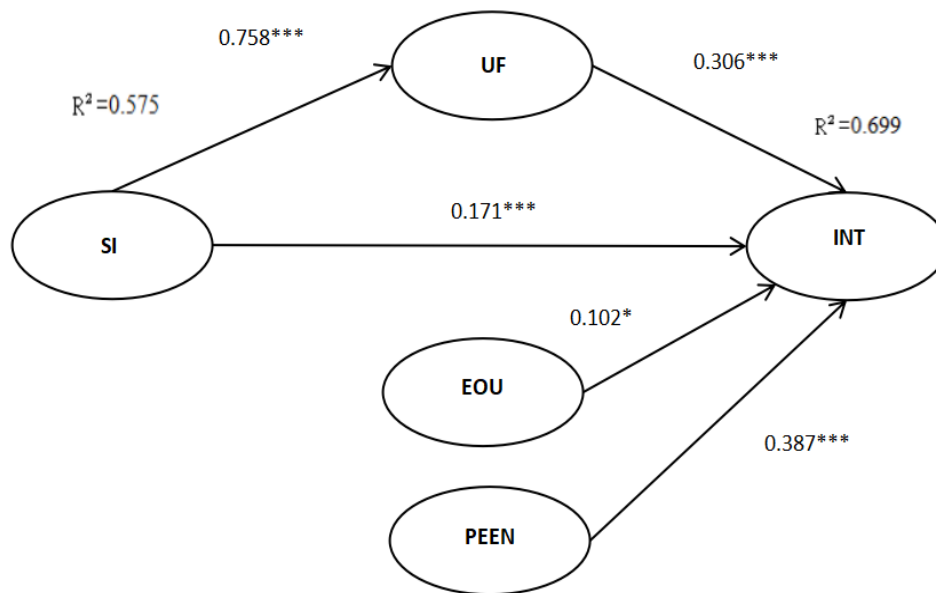 0.758***
UF
0.306***
R²=0.575
R²=0.699
SI
0.171***
INT
0.102*
EOU
0.387***
PEEN